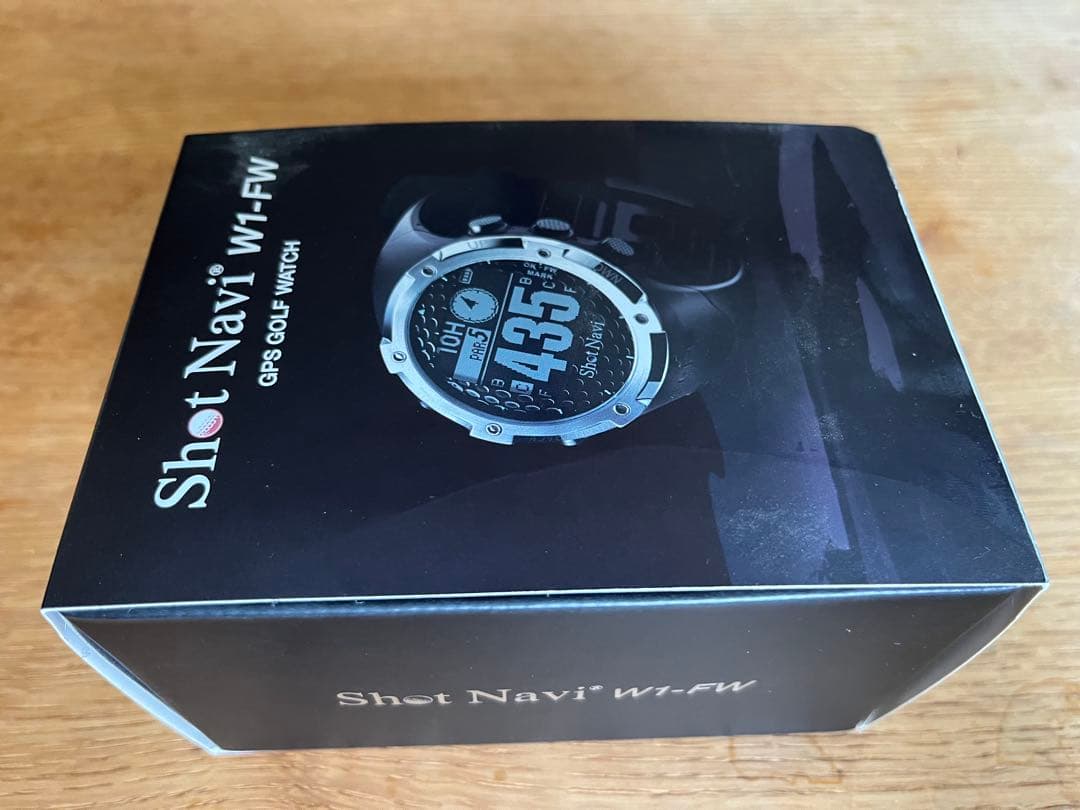 Shot Navi® W1-FW
GPS GOLF WATCH
UP
OK・FW
MARK
DWN
10H
PAR5
B C F
435
B C F
Shot Navi
Shot Navi® W1-FW